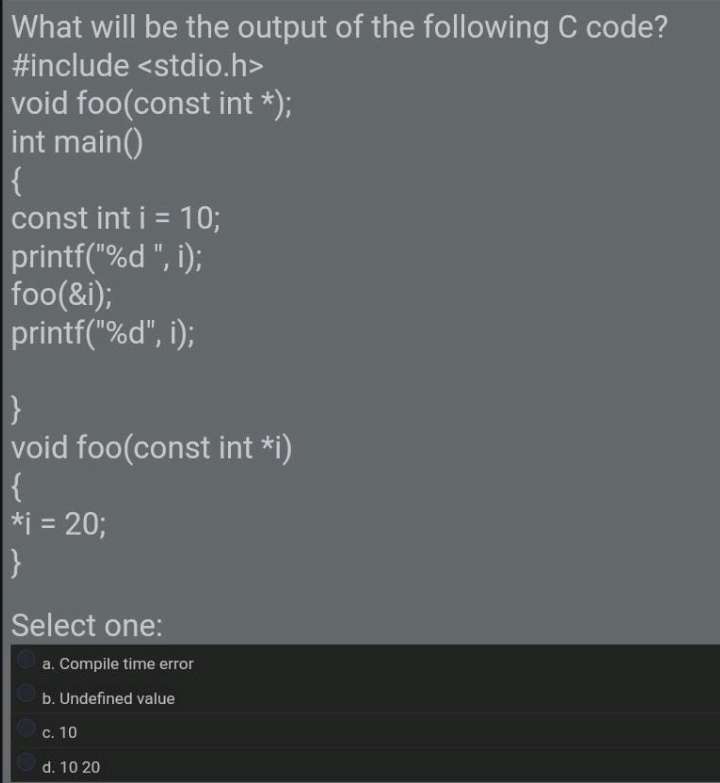 What will be the output of the following C code?
#include <stdio.h>
void foo(const int *);
int main()
{
const int i = 10;
printf("%d ", i);
foo(&i);
printf("%d", i);
}
void foo(const int *i)
{
*i = 20;
}
Select one:
a. Compile time error
b. Undefined value
c. 10
d. 10 20